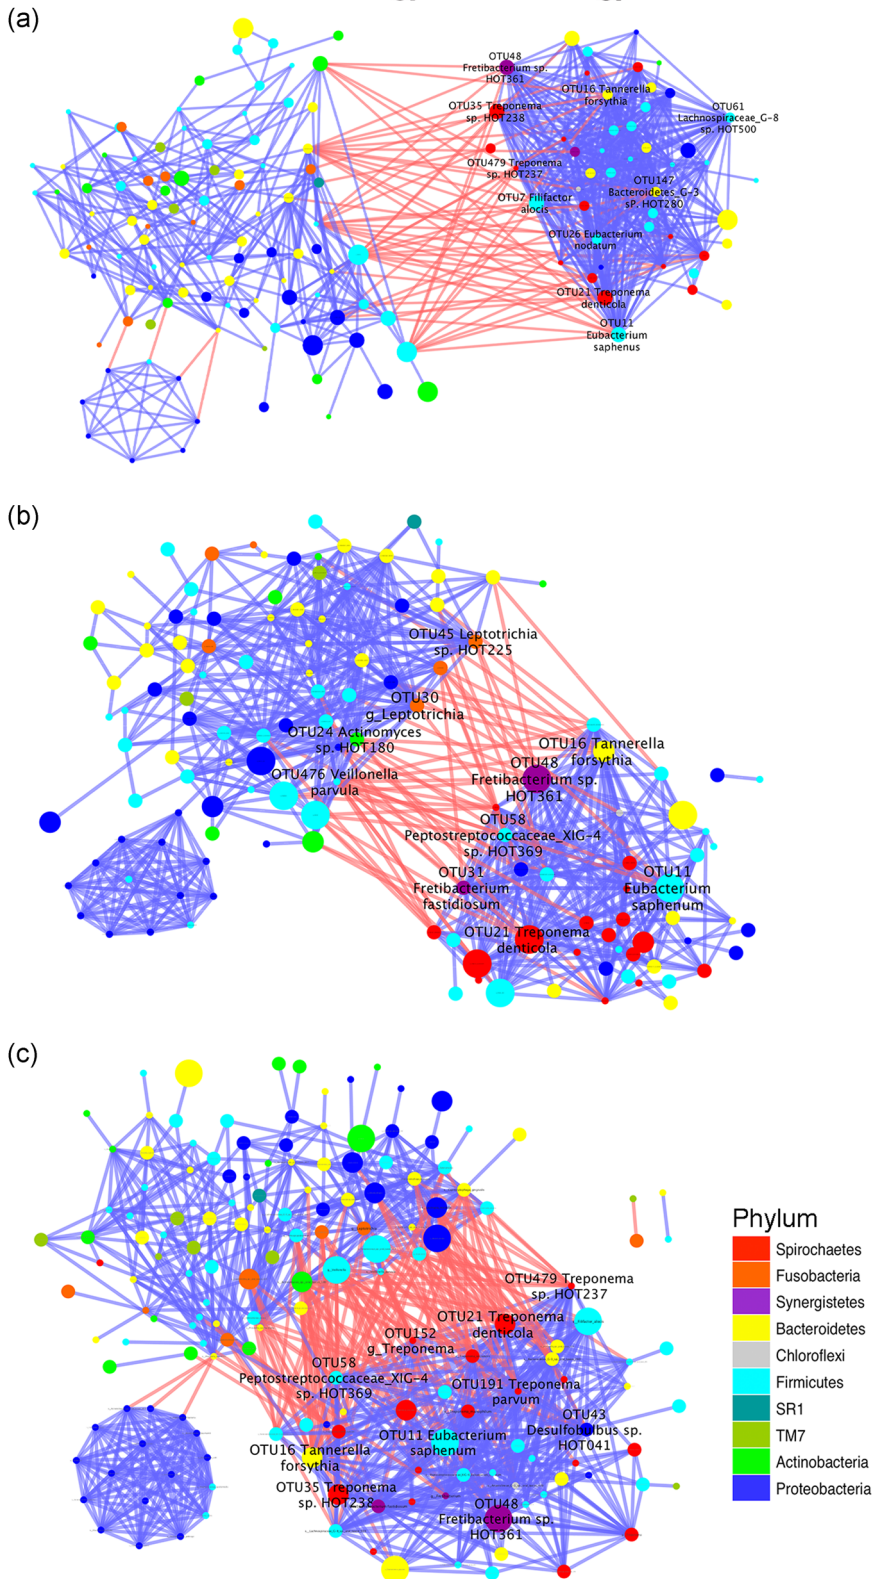 (a)
OTU48
Fretibacterium sp.
HOT361
OTU16 Tannerella
forsythia
OTU35 Treponema
sp. HOT238
OTU61
Lachnospiraceae_G-8
sp. HOT500
OTU479 Treponema
sp. HOT237
OTU147
Bacteroidetes_G-3
sP. HOT280
OTU7 Filifactor
alocis
OTU26 Eubacterium
nodatum
OTU21 Treponema
denticola
OTU11
Eubacterium
saphenus
(b)
OTU45 Leptotrichia
sp. HOT225
OTU30
g_Leptotrichia
OTU24 Actinomyces
sp. HOT180
OTU476 Veillonella
parvula
OTU16 Tannerella
forsythia
OTU48
Fretibacterium sp.
HOT361
OTU58
Peptostreptococcaceae_XIG-4
sp. HOT369
OTU31
Fretibacterium
fastidiosum
OTU11
Eubacterium
saphenum
OTU21 Treponema
denticola
(c)
OTU479 Treponema
sp. HOT237
OTU21 Treponema
denticola
OTU152
g_Treponema
OTU58
Peptostreptococcaceae_XIG-4
sp. HOT369
OTU191 Treponema
parvum
OTU43
Desulfobulbus sp.
HOT041
OTU11 Eubacterium
saphenum
OTU16 Tannerella
forsythia
OTU35 Treponema
sp. HOT238
OTU48
Fretibacterium sp.
HOT361
Phylum
Spirochaetes
Fusobacteria
Synergistetes
Bacteroidetes
Chloroflexi
Firmicutes
SR1
TM7
Actinobacteria
Proteobacteria